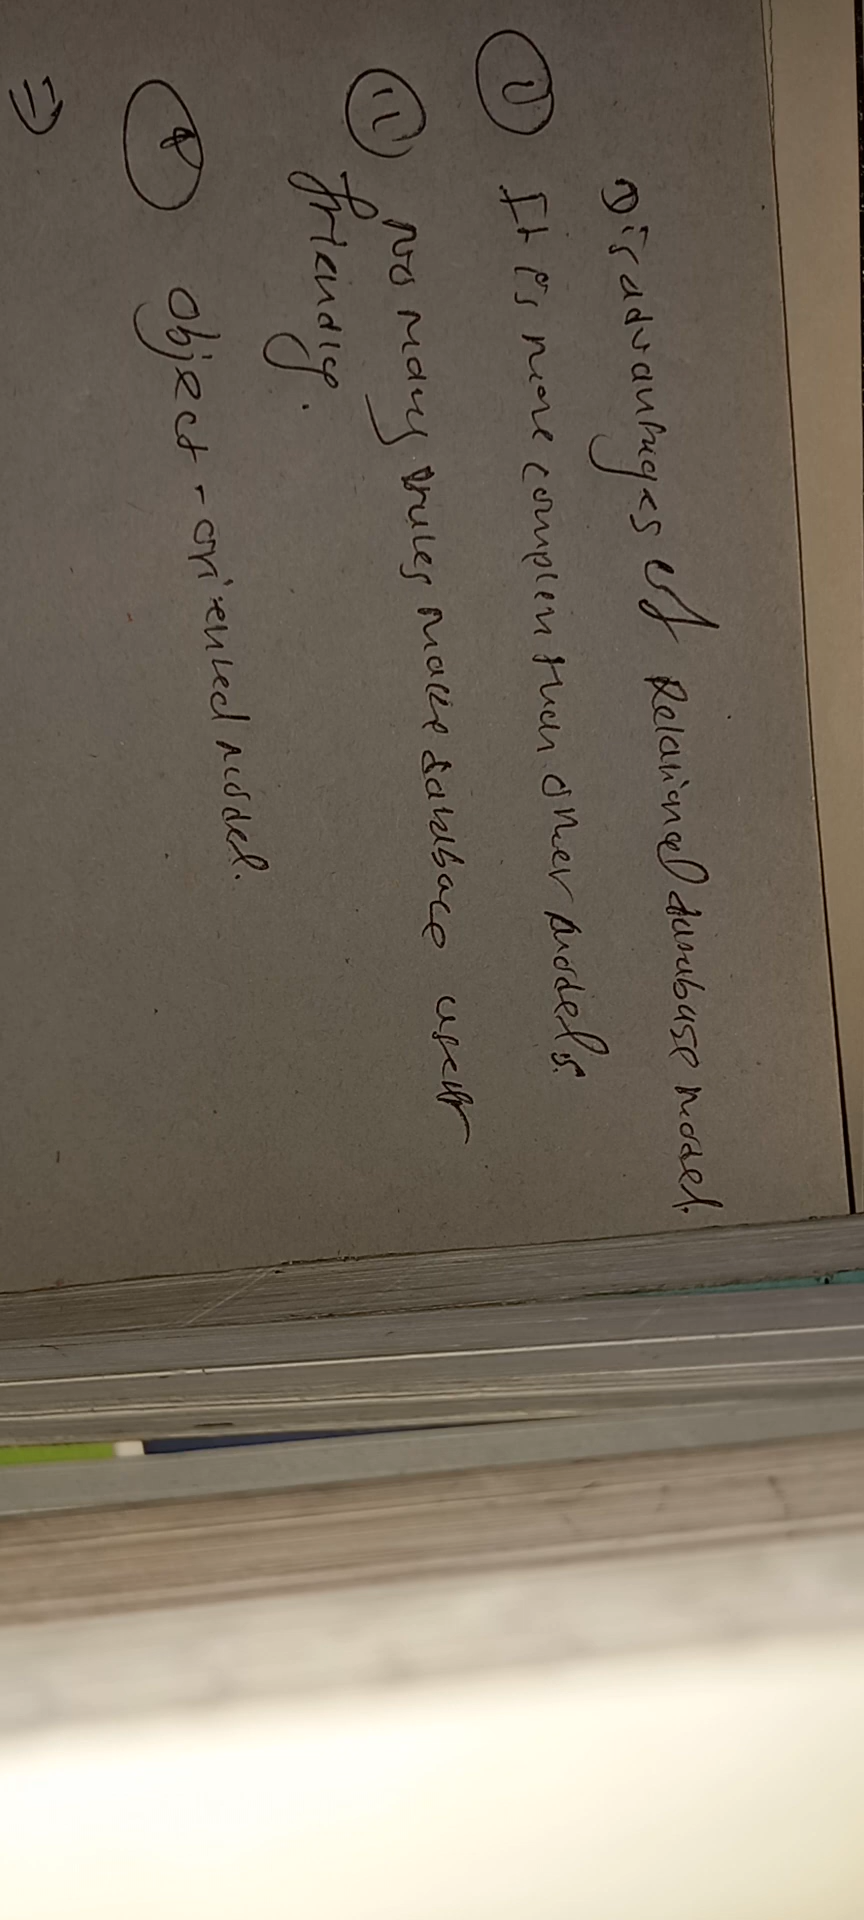 Disadvantages of Relational database model.
(i) It is more complex than other models.
(ii) No many rules make database user
friendly.
(4) Object-oriented model.
⇒